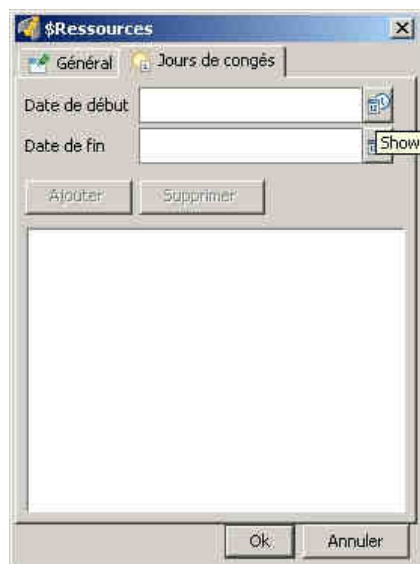 $Ressources
Général Jours de congés
Date de début
Date de fin Show
Ajouter Supprimer
Ok Annuler